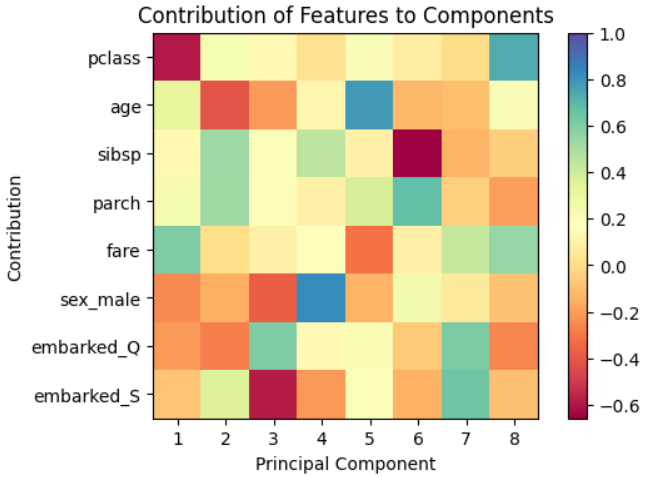 Contribution of Features to Components
pclass
age
sibsp
parch
fare
sex_male
embarked_Q
embarked_S
Contribution
1 2 3 4 5 6 7 8
Principal Component
1.0
0.8
0.6
0.4
0.2
0.0
−0.2
−0.4
−0.6